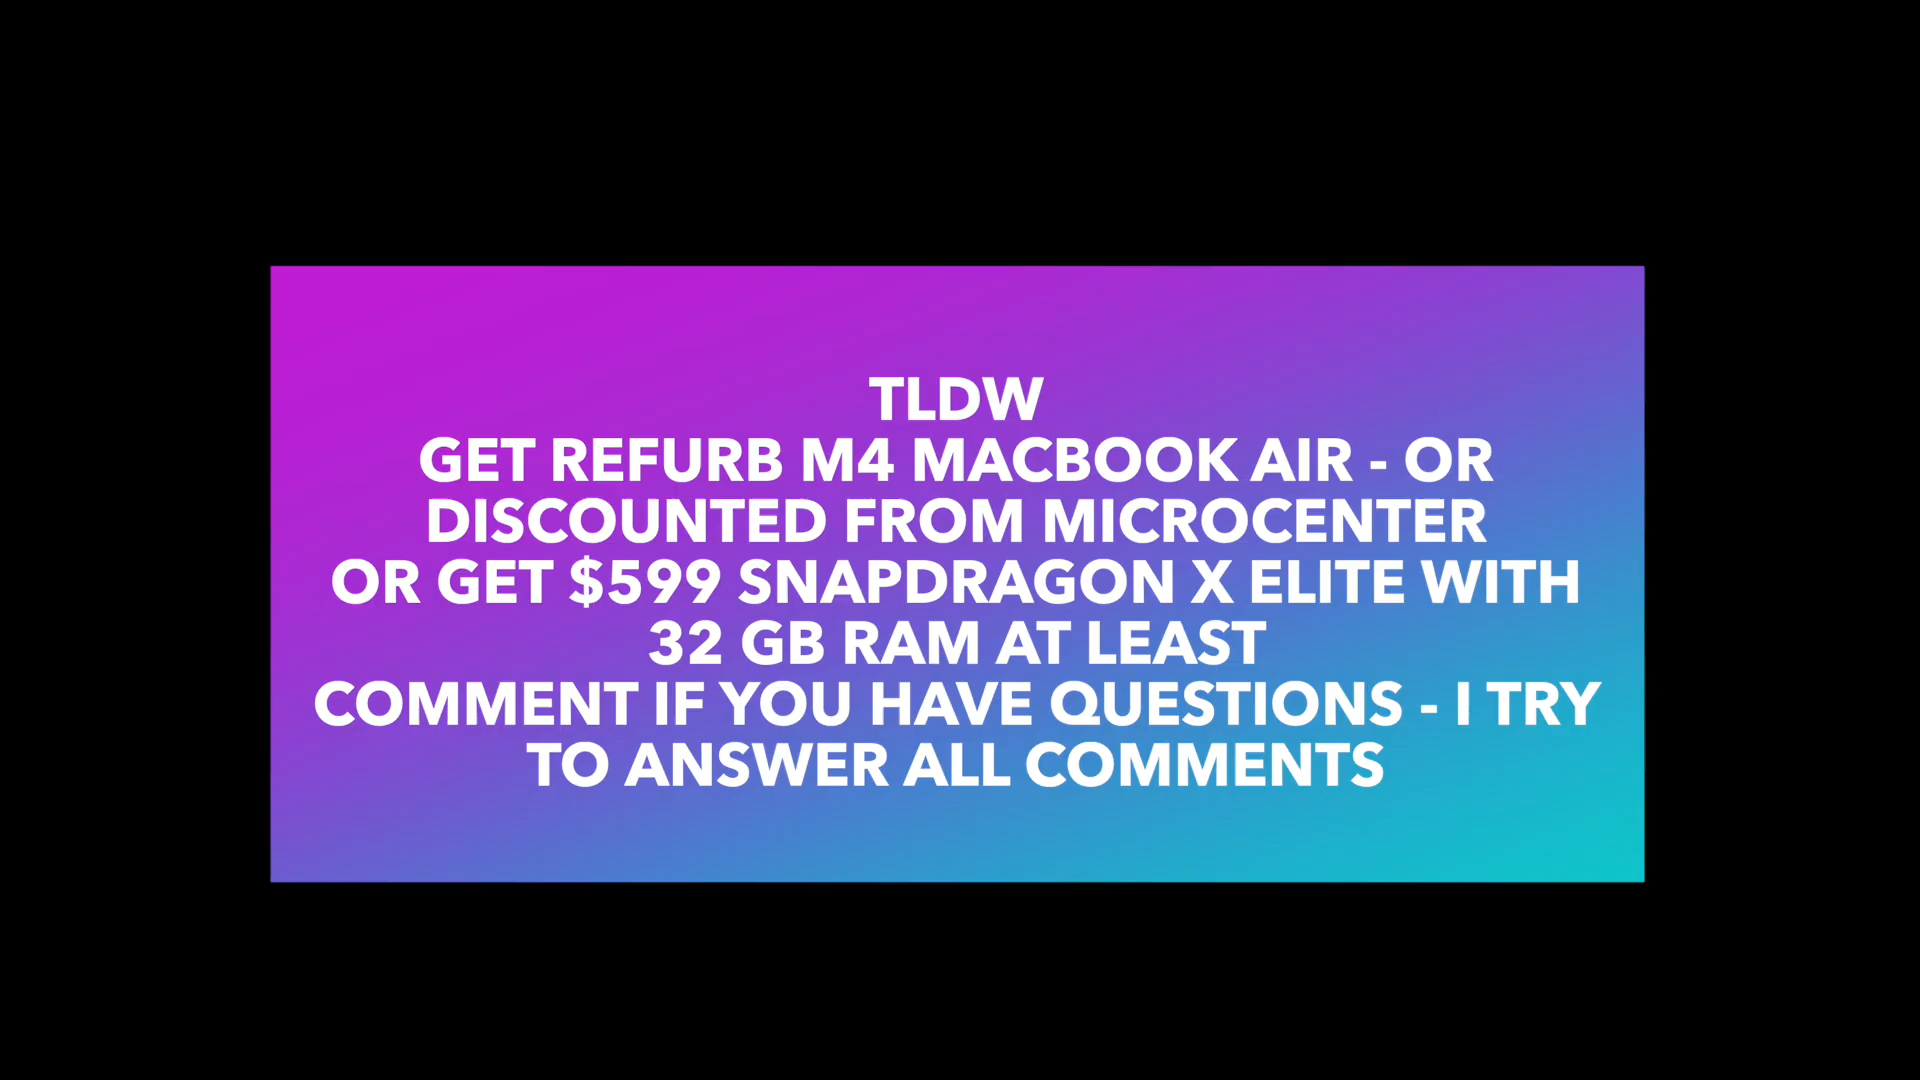 TLDW
GET REFURB M4 MACBOOK AIR - OR
DISCOUNTED FROM MICROCENTER
OR GET $599 SNAPDRAGON X ELITE WITH
32 GB RAM AT LEAST
COMMENT IF YOU HAVE QUESTIONS - I TRY
TO ANSWER ALL COMMENTS